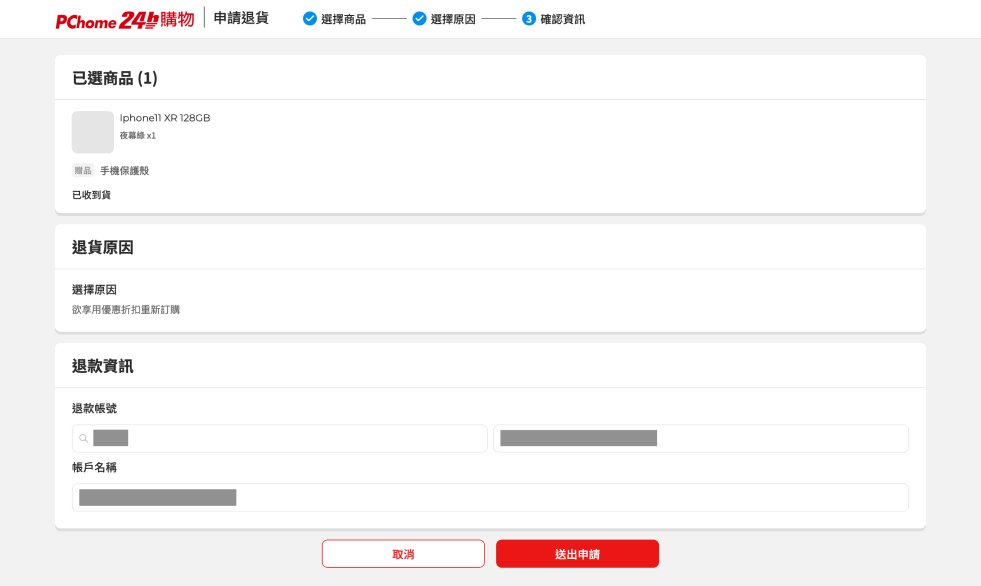 PChome 24h購物 申請退貨 選擇商品 選擇原因 3 確認資訊
已選商品 (1)
Iphone11 XR 128GB
夜幕綠 x1
贈品 手機保護殼
已收到貨
退貨原因
選擇原因
欲享用優惠折扣重新訂購
退款資訊
退款帳號
帳戶名稱
取消 送出申請